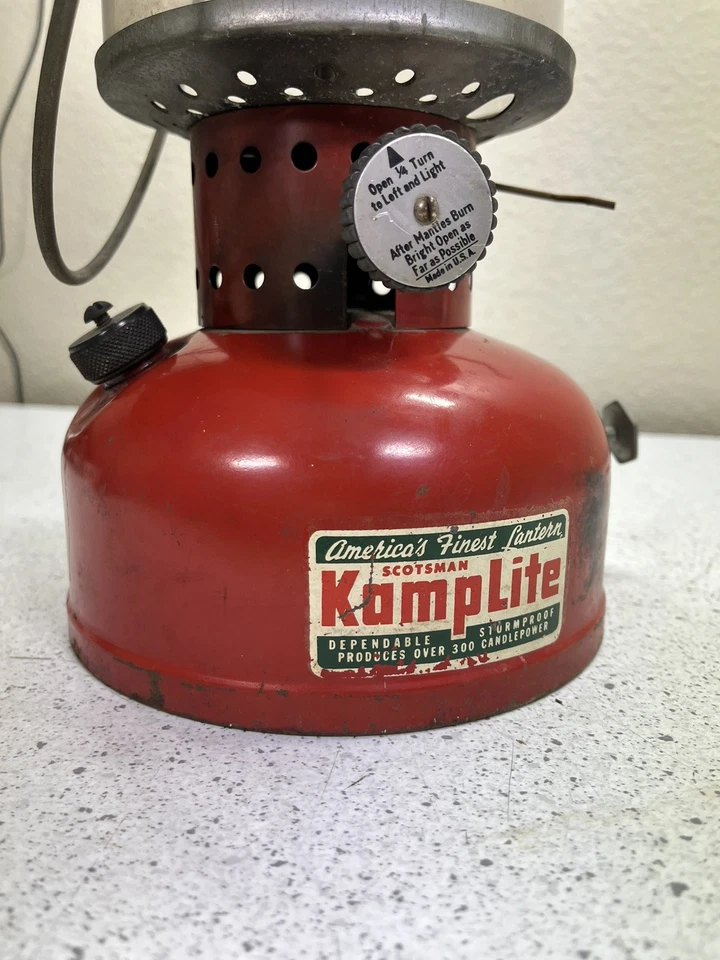 Open ¼ Turn
to Left and Light
After Mantles Burn
Bright Open as
Far as Possible
Made in U.S.A.
America's Finest Lantern
SCOTSMAN
KampLite
DEPENDABLE STORMPROOF
PRODUCES OVER 300 CANDLEPOWER